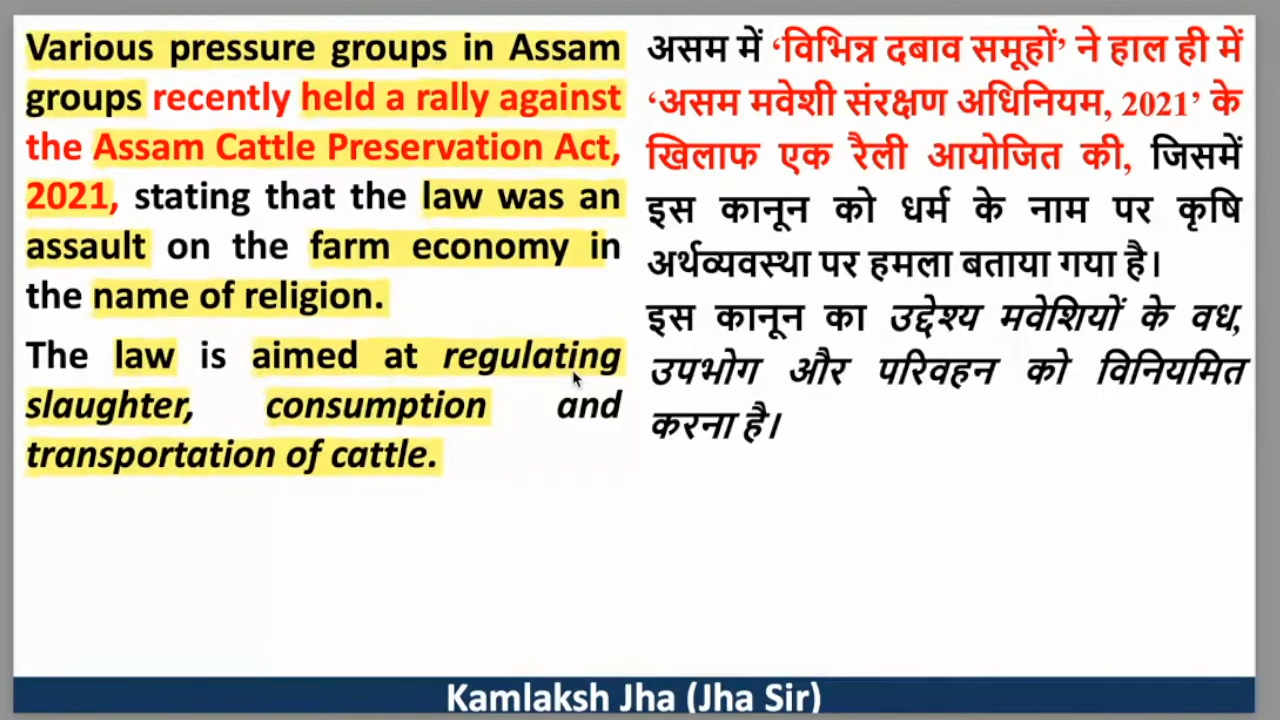 Various pressure groups in Assam
groups recently held a rally against
the Assam Cattle Preservation Act,
2021, stating that the law was an
assault on the farm economy in
the name of religion.
The law is aimed at regulating
slaughter, consumption and
transportation of cattle.
असम में ‘विभिन्न दबाव समूहों’ ने हाल ही में
‘असम मवेशी संरक्षण अधिनियम, 2021’ के
खिलाफ एक रैली आयोजित की, जिसमें
इस कानून को धर्म के नाम पर कृषि
अर्थव्यवस्था पर हमला बताया गया है।
इस कानून का उद्देश्य मवेशियों के वध,
उपभोग और परिवहन को विनियमित
करना है।
Kamlaksh Jha (Jha Sir)